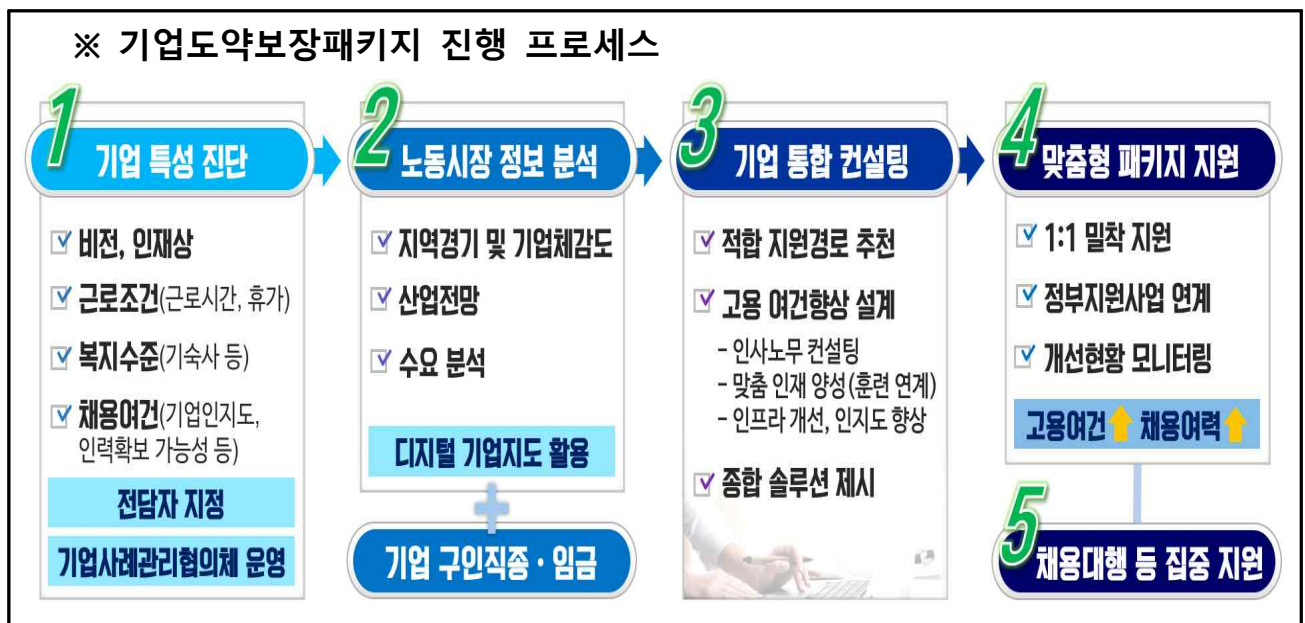 ※ 기업도약보장패키지 진행 프로세스
1
기업 특성 진단
비전, 인재상
근로조건(근로시간, 휴가)
복지수준(기숙사 등)
채용여건(기업인지도,
인력확보 가능성 등)
전담자 지정
기업사례관리협의체 운영
2
노동시장 정보 분석
지역경기 및 기업체감도
산업전망
수요 분석
디지털 기업지도 활용
+
기업 구인직종·임금
3
기업 통합 컨설팅
적합 지원경로 추천
고용 여건향상 설계
- 인사노무 컨설팅
- 맞춤 인재 양성(훈련 연계)
- 인프라 개선, 인지도 향상
종합 솔루션 제시
4
맞춤형 패키지 지원
1:1 밀착 지원
정부지원사업 연계
개선현황 모니터링
고용여건 채용여력
5
채용대행 등 집중 지원